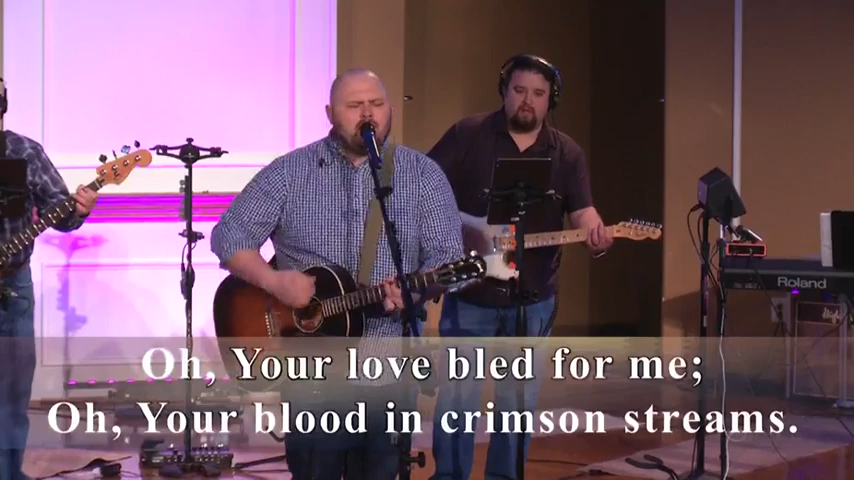 Roland
Oh, Your love bled for me;
Oh, Your blood in crimson streams.